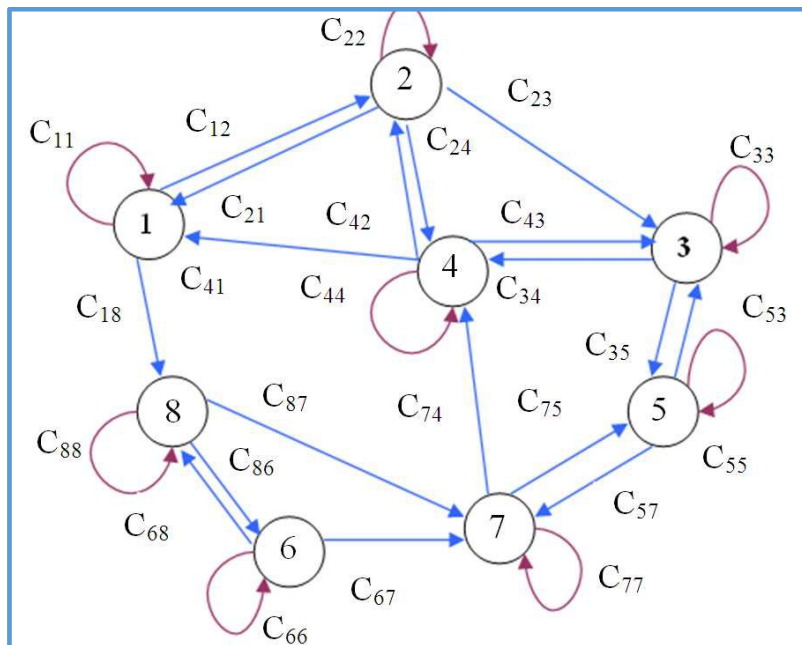 C₂₂
2
C₂₃
C₁₁
C₁₂
C₂₄
C₃₃
1
C₂₁
C₄₂
C₄₃
3
4
C₄₁
C₄₄
C₃₄
C₁₈
C₅₃
C₃₅
8
C₈₇
C₇₄
C₇₅
5
C₈₈
C₈₆
C₅₅
C₆₈
7
C₅₇
6
C₆₇
C₇₇
C₆₆